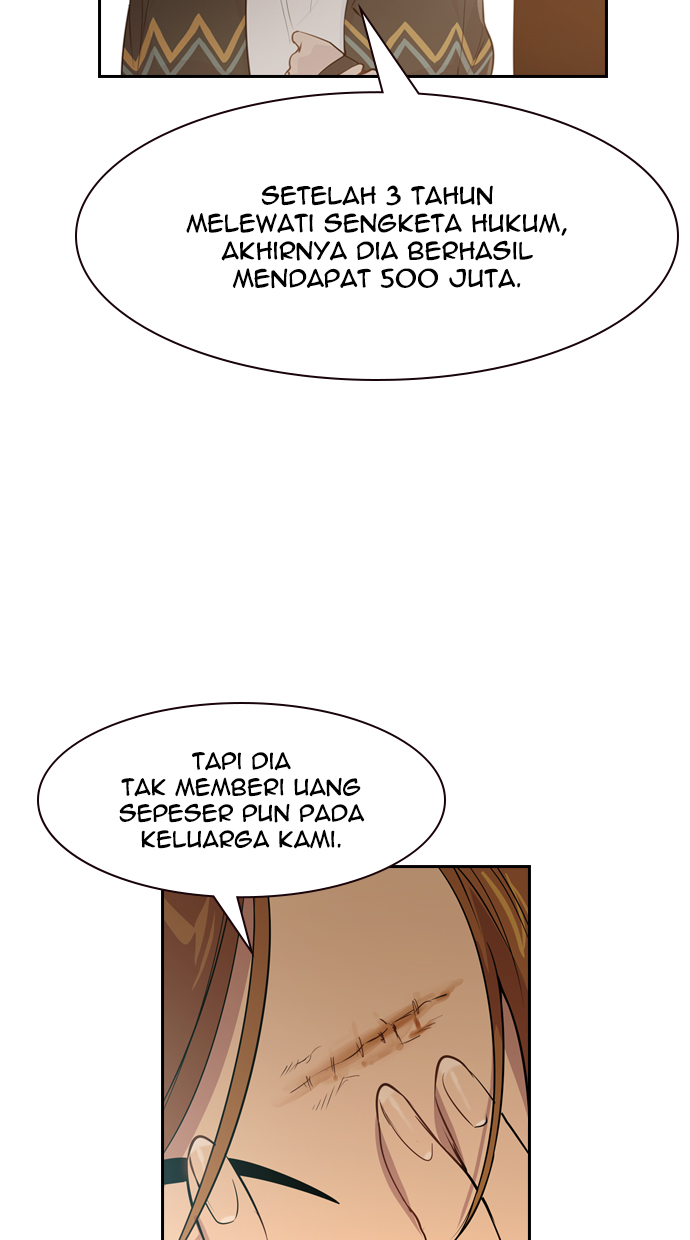 SETELAH 3 TAHUN
MELEWATI SENGKETA HUKUM,
AKHIRNYA DIA BERHASIL
MENDAPAT 500 JUTA.
TAPI DIA
TAK MEMBERI UANG
SEPESER PUN PADA
KELUARGA KAMI.